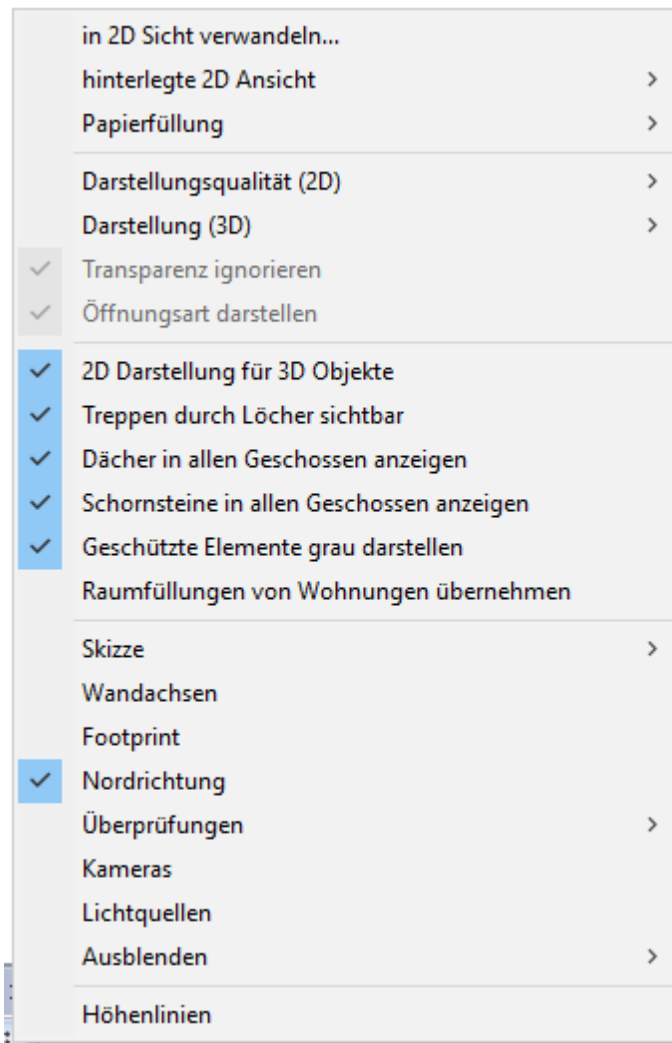 in 2D Sicht verwandeln...
hinterlegte 2D Ansicht
Papierfüllung
Darstellungsqualität (2D)
Darstellung (3D)
Transparenz ignorieren
Öffnungsart darstellen
2D Darstellung für 3D Objekte
Treppen durch Löcher sichtbar
Dächer in allen Geschossen anzeigen
Schornsteine in allen Geschossen anzeigen
Geschützte Elemente grau darstellen
Raumfüllungen von Wohnungen übernehmen
Skizze
Wandachsen
Footprint
Nordrichtung
Überprüfungen
Kameras
Lichtquellen
Ausblenden
Höhenlinien